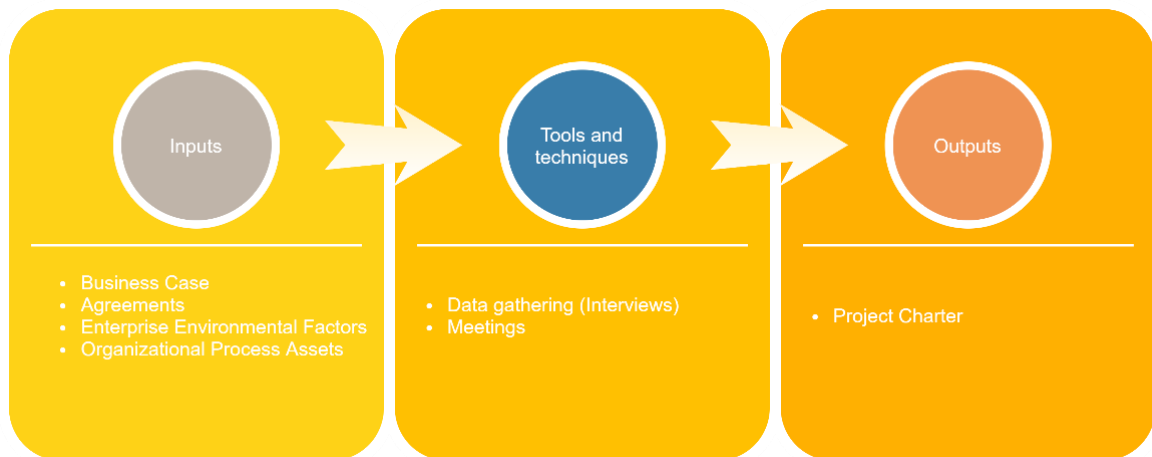 Inputs
Tools and
techniques
Outputs
• Business Case
• Agreements
• Enterprise Environmental Factors
• Organizational Process Assets
• Data gathering (Interviews)
• Meetings
• Project Charter